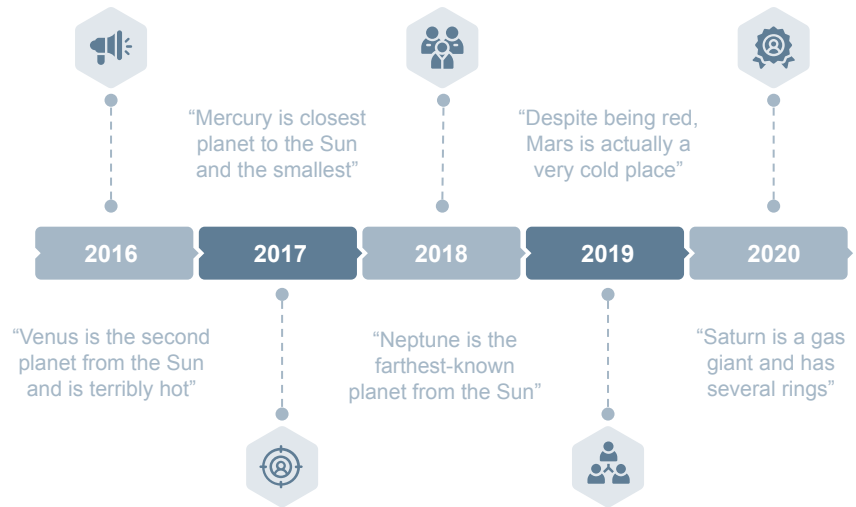 “Mercury is closest
planet to the Sun
and the smallest”
“Despite being red,
Mars is actually a
very cold place”
2016
2017
2018
2019
2020
“Venus is the second
planet from the Sun
and is terribly hot”
“Neptune is the
farthest-known
planet from the Sun”
“Saturn is a gas
giant and has
several rings”